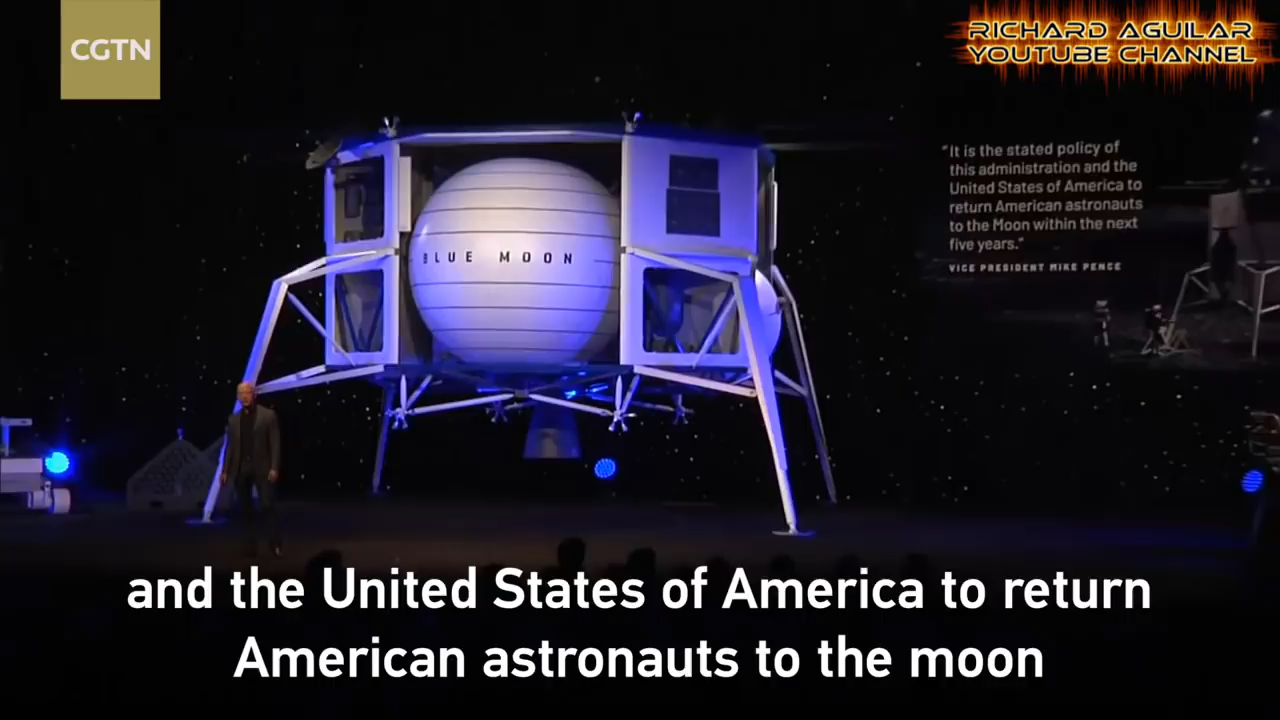 CGTN
RICHARD AGUILAR
YOUTUBE CHANNEL
"It is the stated policy of
this administration and the
United States of America to
return American astronauts
to the Moon within the next
five years."
VICE PRESIDENT MIKE PENCE
BLUE MOON
and the United States of America to return
American astronauts to the moon